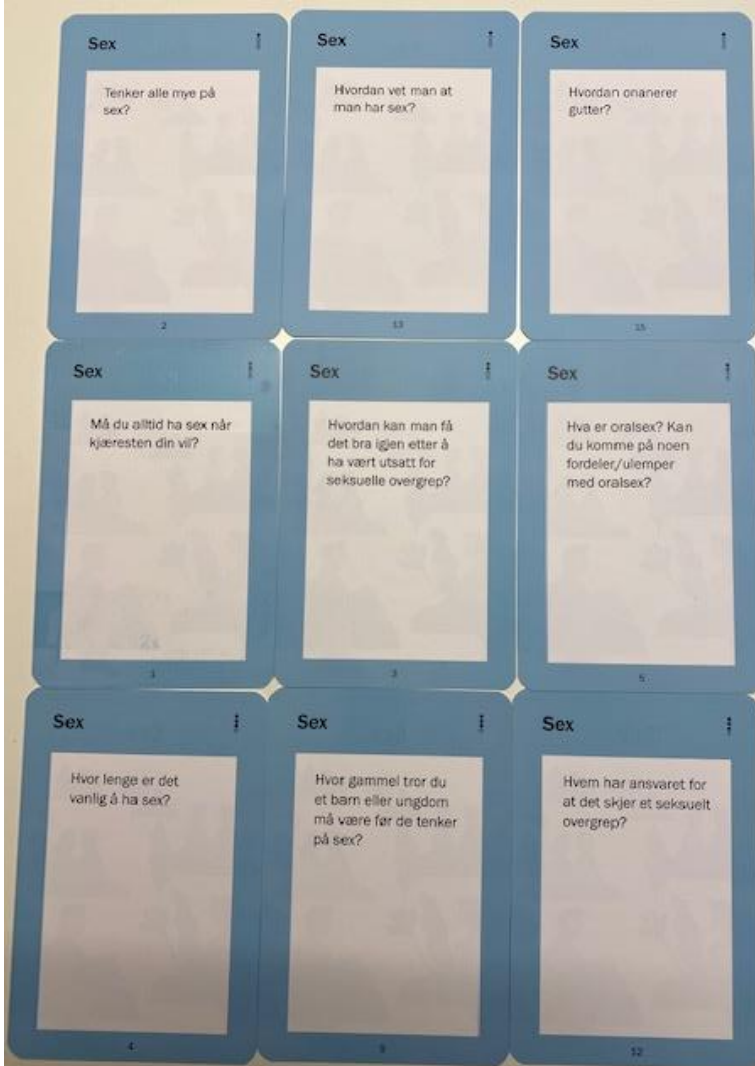 Sex
Tenker alle mye på
sex?
2
Sex
Hvordan vet man at
man har sex?
13
Sex
Hvordan onanerer
gutter?
15
Sex
Må du alltid ha sex når
kjæresten din vil?
1
Sex
Hvordan kan man få
det bra igjen etter å
ha vært utsatt for
seksuelle overgrep?
3
Sex
Hva er oralsex? Kan
du komme på noen
fordeler/ulemper
med oralsex?
5
Sex
Hvor lenge er det
vanlig å ha sex?
4
Sex
Hvor gammel tror du
et barn eller ungdom
må være før de tenker
på sex?
9
Sex
Hvem har ansvaret for
at det skjer et seksuelt
overgrep?
12